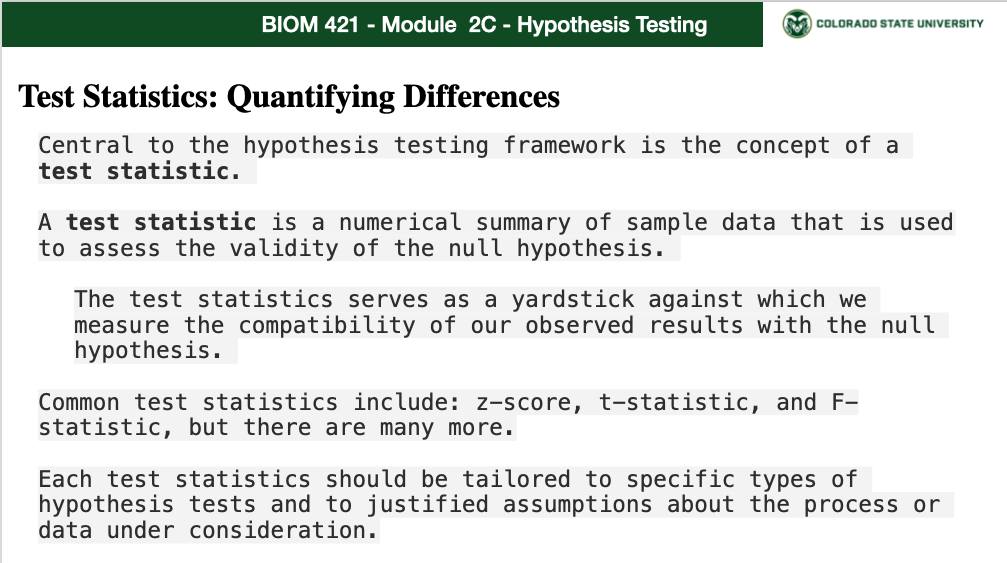 BIOM 421 - Module 2C - Hypothesis Testing
COLORADO STATE UNIVERSITY
Test Statistics: Quantifying Differences
Central to the hypothesis testing framework is the concept of a
test statistic.
A test statistic is a numerical summary of sample data that is used
to assess the validity of the null hypothesis.
The test statistics serves as a yardstick against which we
measure the compatibility of our observed results with the null
hypothesis.
Common test statistics include: z-score, t-statistic, and F-
statistic, but there are many more.
Each test statistics should be tailored to specific types of
hypothesis tests and to justified assumptions about the process or
data under consideration.